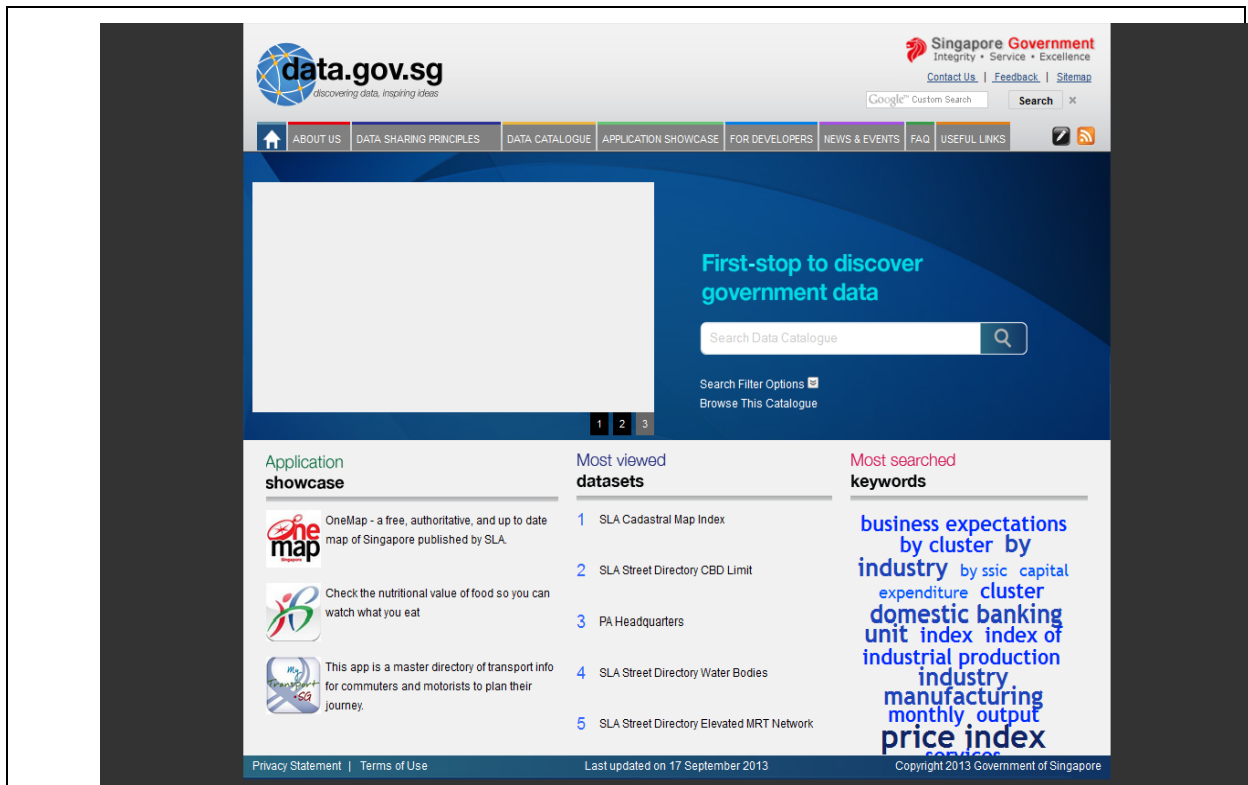 data.gov.sg
discovering data, inspiring ideas
Singapore Government
Integrity • Service • Excellence
Contact Us | Feedback | Sitemap
Google™ Custom Search Search ×
ABOUT US DATA SHARING PRINCIPLES DATA CATALOGUE APPLICATION SHOWCASE FOR DEVELOPERS NEWS & EVENTS FAQ USEFUL LINKS
First-stop to discover
government data
Search Data Catalogue
Search Filter Options
Browse This Catalogue
1 2 3
Application
showcase
One
map
Singapore
OneMap - a free, authoritative, and up to date
map of Singapore published by SLA.
Check the nutritional value of food so you can
watch what you eat
My
Transport
.SG
This app is a master directory of transport info
for commuters and motorists to plan their
journey.
Most viewed
datasets
1 SLA Cadastral Map Index
2 SLA Street Directory CBD Limit
3 PA Headquarters
4 SLA Street Directory Water Bodies
5 SLA Street Directory Elevated MRT Network
Most searched
keywords
business expectations
by cluster by
industry by ssic capital
expenditure cluster
domestic banking
unit index index of
industrial production
industry
manufacturing
monthly output
price index
services
Privacy Statement | Terms of Use
Last updated on 17 September 2013
Copyright 2013 Government of Singapore